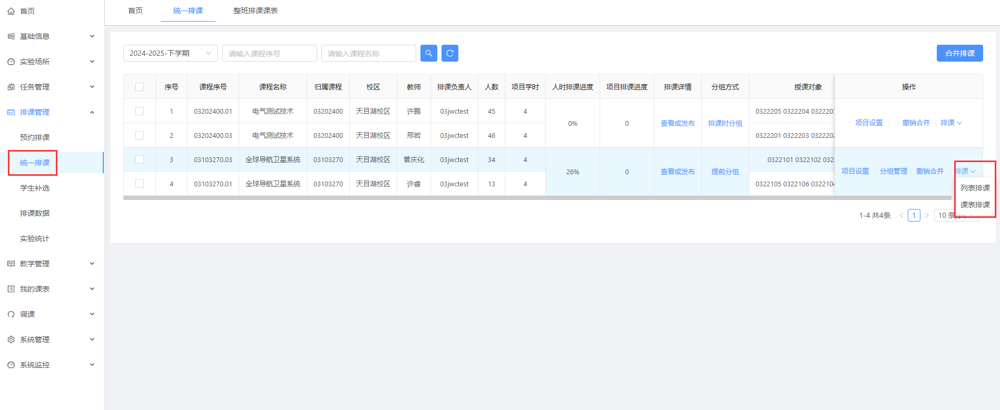 首页
基础信息
实验场所
任务管理
排课管理
预约排课
统一排课
学生补选
排课数据
实验统计
教学管理
我的课表
调课
系统管理
系统监控
首页 统一排课 整班排课课表
2024-2025-下学期 请输入课程序号 请输入课程名称 合并排课
序号 课程序号 课程名称 归属课程 校区 教师 排课负责人 人数 项目学时 人时排课进度 项目排课进度 排课详情 分组方式 授课对象 操作
1 03202400.01 电气测试技术 03202400 天目湖校区 许鹏 03jwctest 45 4 0322205 0322204 0322207
0% 0 查看或发布 排课时分组 项目设置 撤销合并 排课
2 03202400.03 电气测试技术 03202400 天目湖校区 邢岩 03jwctest 46 4 0322201 0322203 0322202
3 03103270.03 全球导航卫星系统 03103270 天目湖校区 曾庆化 03jwctest 34 4 0322101 0322102 032
26% 0 查看或发布 提前分组 项目设置 分组管理 撤销合并 排课
4 03103270.01 全球导航卫星系统 03103270 天目湖校区 许睿 03jwctest 13 4 0322105 0322106 0322104
列表排课
课表排课
1-4 共4条 1 10 条